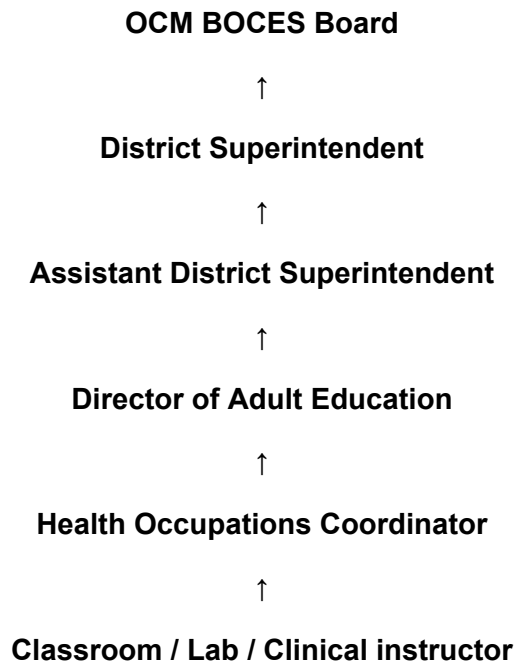 OCM BOCES Board
↑
District Superintendent
↑
Assistant District Superintendent
↑
Director of Adult Education
↑
Health Occupations Coordinator
↑
Classroom / Lab / Clinical instructor